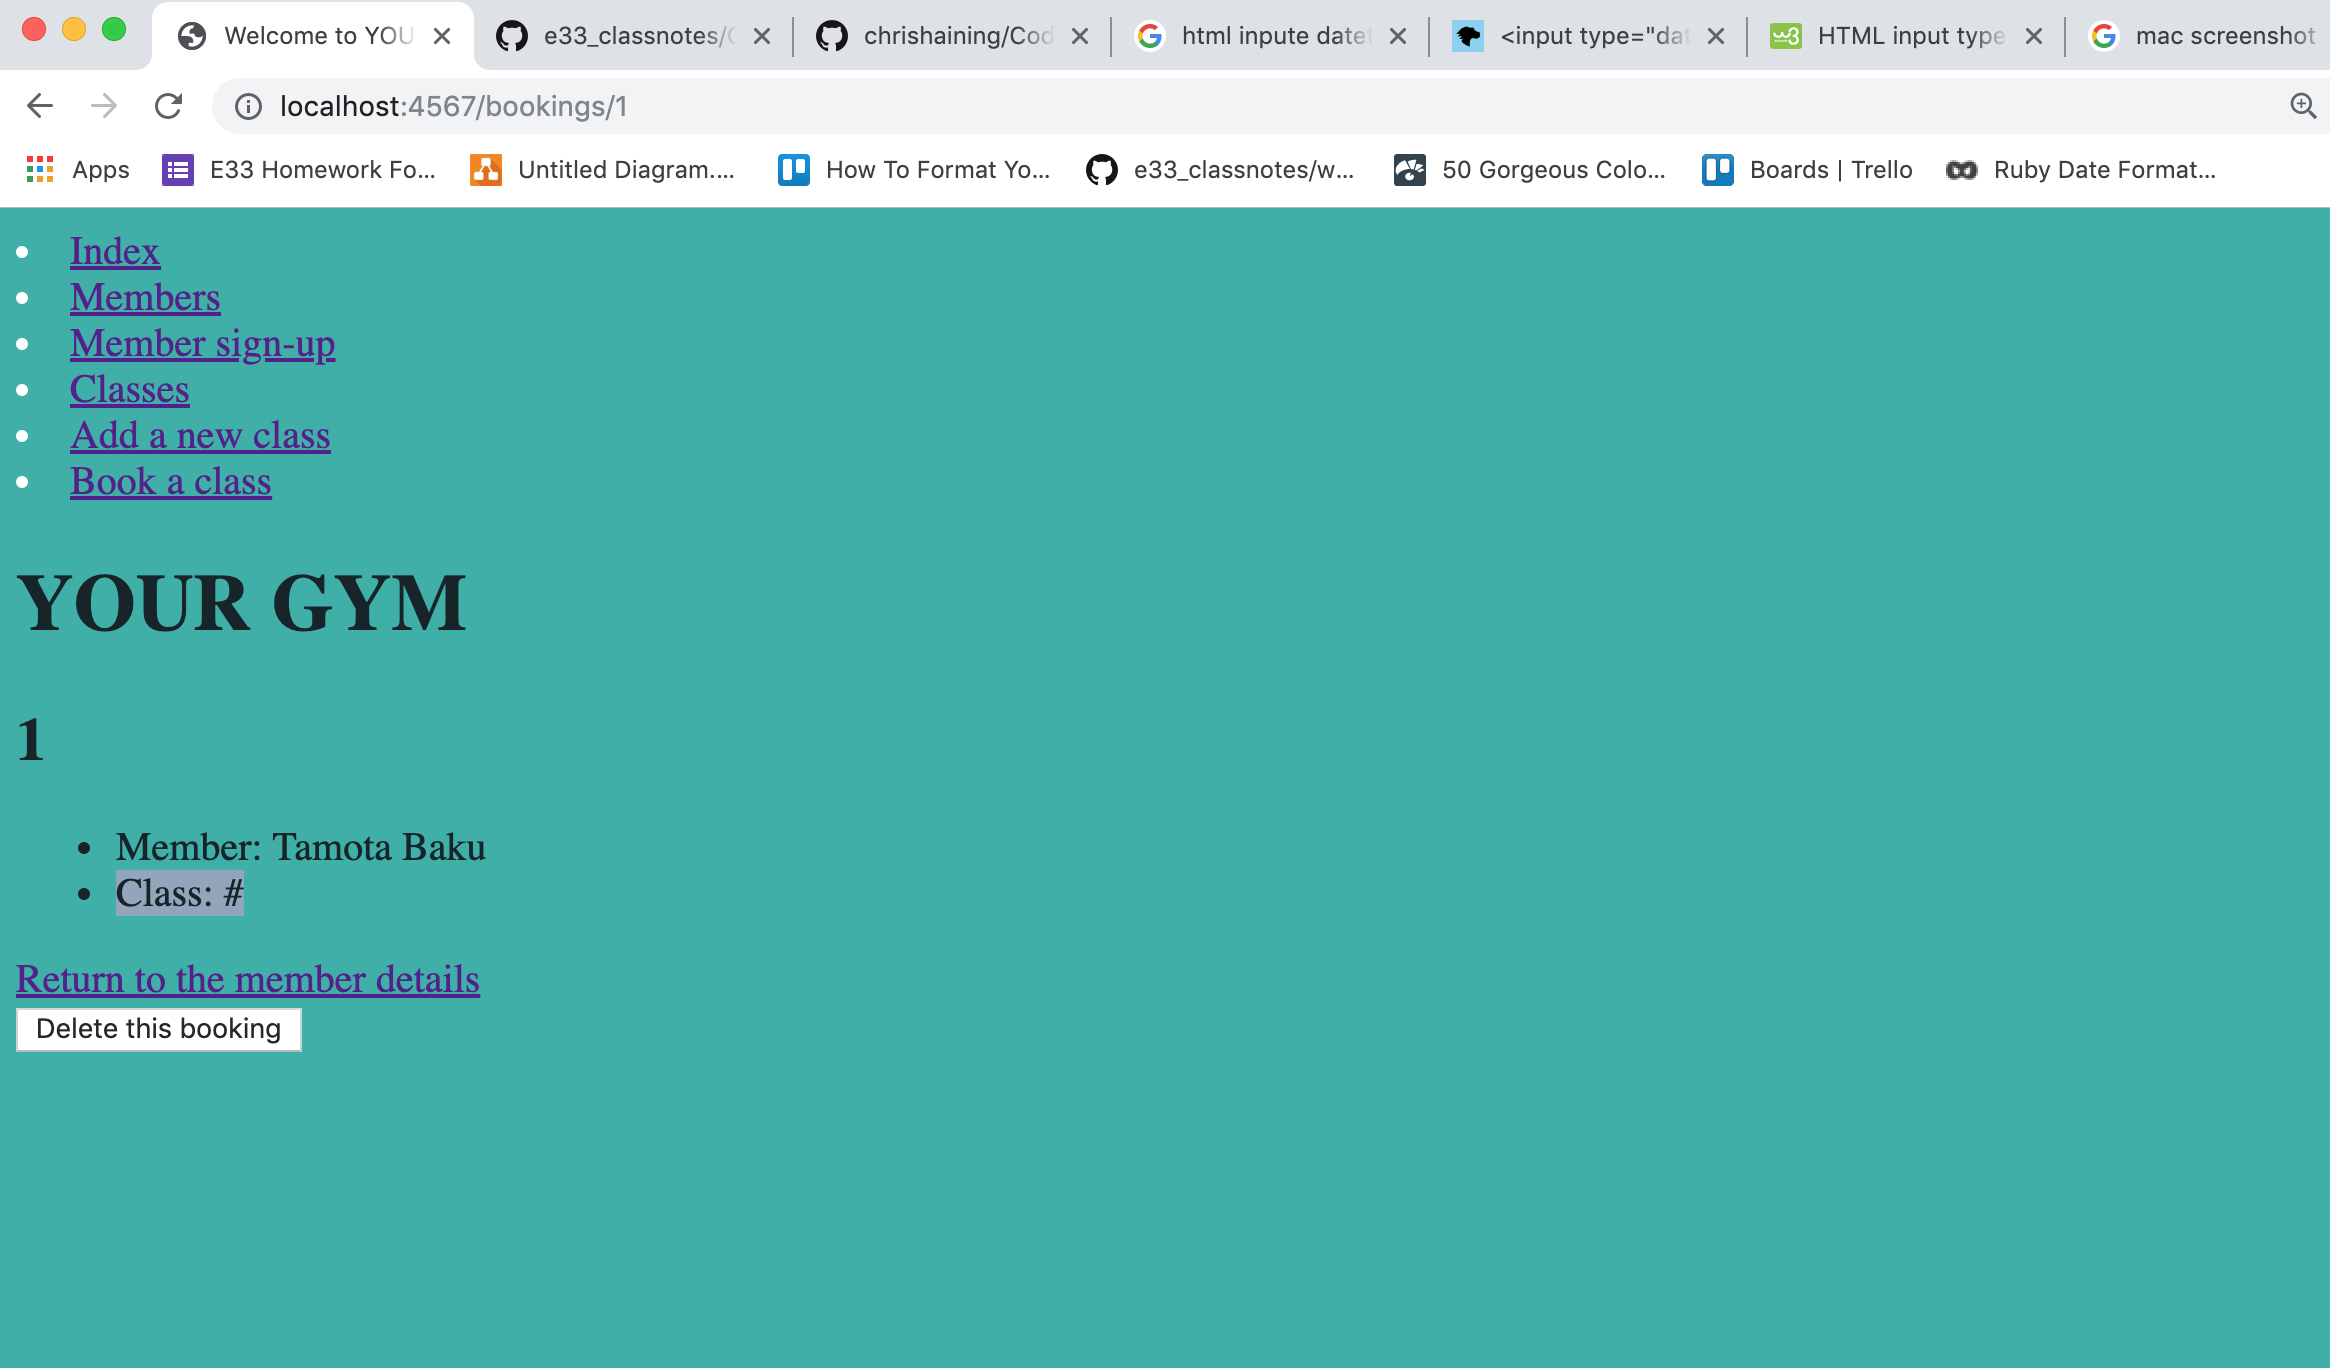 Welcome to YOU
e33_classnotes/
chrishaining/Cod
html inpute datet
<input type="dat
HTML input type
mac screenshot
localhost:4567/bookings/1
Apps
E33 Homework Fo...
Untitled Diagram....
How To Format Yo...
e33_classnotes/w...
50 Gorgeous Colo...
Boards | Trello
Ruby Date Format...
Index
Members
Member sign-up
Classes
Add a new class
Book a class
YOUR GYM
1
Member: Tamota Baku
Class: #
Return to the member details
Delete this booking